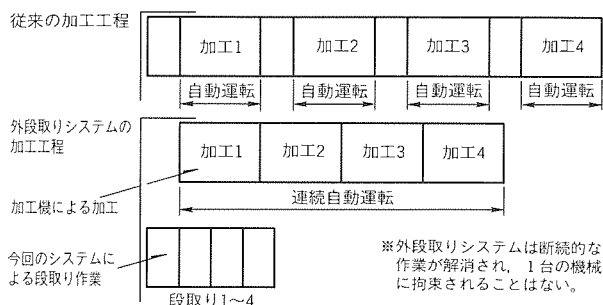 従来の加工工程
加工1
加工2
加工3
加工4
自動運転
自動運転
自動運転
自動運転
外段取りシステムの
加工工程
加工1
加工2
加工3
加工4
加工機による加工
連続自動運転
今回のシステムによる段取り作業
段取り1〜4
※外段取りシステムは断続的な
作業が解消され，1台の機械
に拘束されることはない。